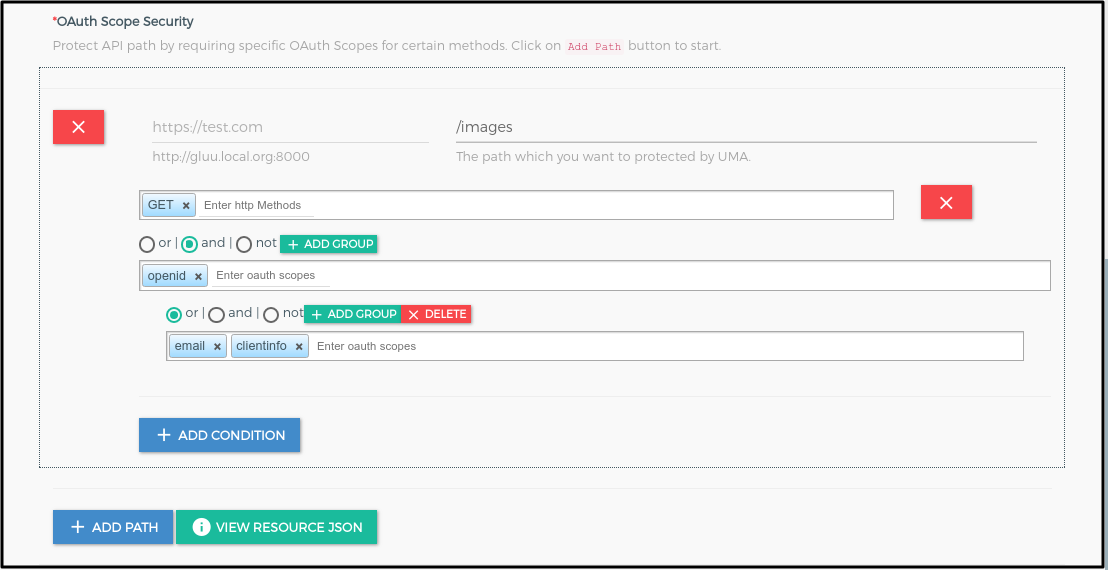 *OAuth Scope Security
Protect API path by requiring specific OAuth Scopes for certain methods. Click on Add Path button to start.
https://test.com /images
http://gluu.local.org:8000 The path which you want to protected by UMA.
GET × Enter http Methods
or | and | not + ADD GROUP
openid × Enter oauth scopes
or | and | not + ADD GROUP × DELETE
email × clientinfo × Enter oauth scopes
+ ADD CONDITION
+ ADD PATH i VIEW RESOURCE JSON